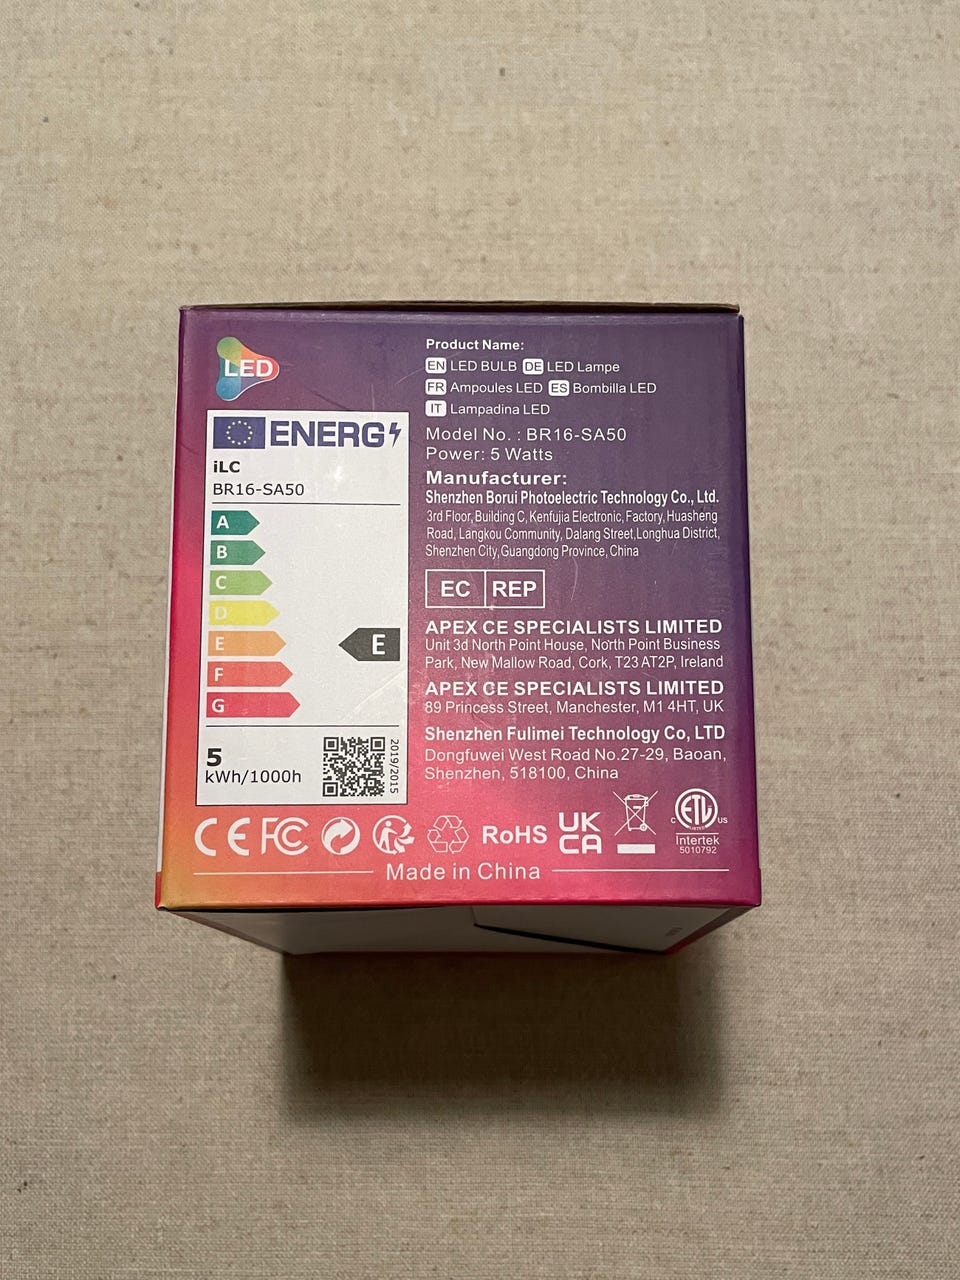 LED
ENERG
iLC
BR16-SA50
A
B
C
D
E
E
F
G
5
kWh/1000h
2019/2015
Product Name:
EN LED BULB DE LED Lampe
FR Ampoules LED ES Bombilla LED
IT Lampadina LED
Model No. : BR16-SA50
Power: 5 Watts
Manufacturer:
Shenzhen Borui Photoelectric Technology Co., Ltd.
3rd Floor, Building C, Kenfujia Electronic, Factory, Huasheng
Road, Langkou Community, Dalang Street,Longhua District,
Shenzhen City,Guangdong Province, China
EC REP
APEX CE SPECIALISTS LIMITED
Unit 3d North Point House, North Point Business
Park, New Mallow Road, Cork, T23 AT2P, Ireland
APEX CE SPECIALISTS LIMITED
89 Princess Street, Manchester, M1 4HT, UK
Shenzhen Fulimei Technology Co, LTD
Dongfuwei West Road No.27-29, Baoan,
Shenzhen, 518100, China
CE FC RoHS UK
CA
C ETL US
LISTED
Intertek
5010792
Made in China